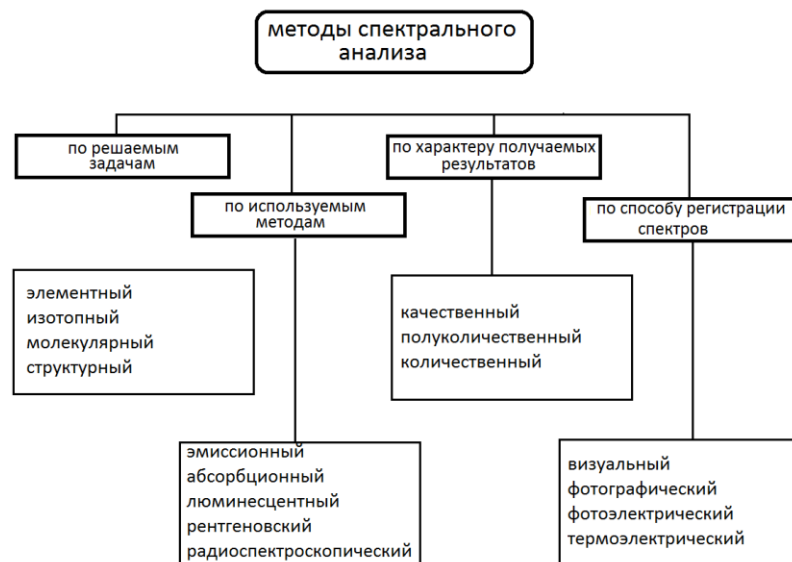 методы спектрального
анализа
по решаемым
задачам
по используемым
методам
по характеру получаемых
результатов
по способу регистрации
спектров
элементный
изотопный
молекулярный
структурный
эмиссионный
абсорбционный
люминесцентный
рентгеновский
радиоспектроскопический
качественный
полуколичественный
количественный
визуальный
фотографический
фотоэлектрический
термоэлектрический